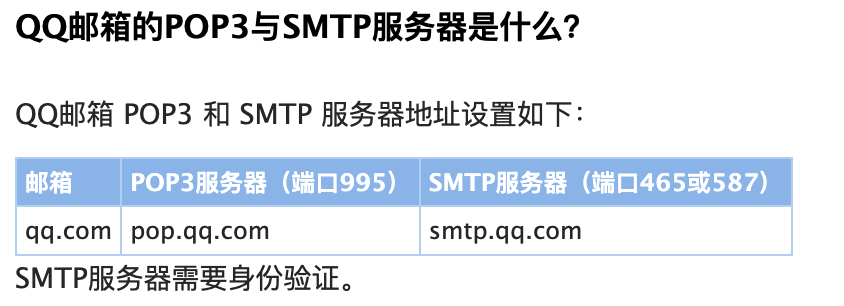 QQ邮箱的POP3与SMTP服务器是什么？
QQ邮箱 POP3 和 SMTP 服务器地址设置如下：
邮箱 POP3服务器（端口995） SMTP服务器（端口465或587）
qq.com pop.qq.com smtp.qq.com
SMTP服务器需要身份验证。